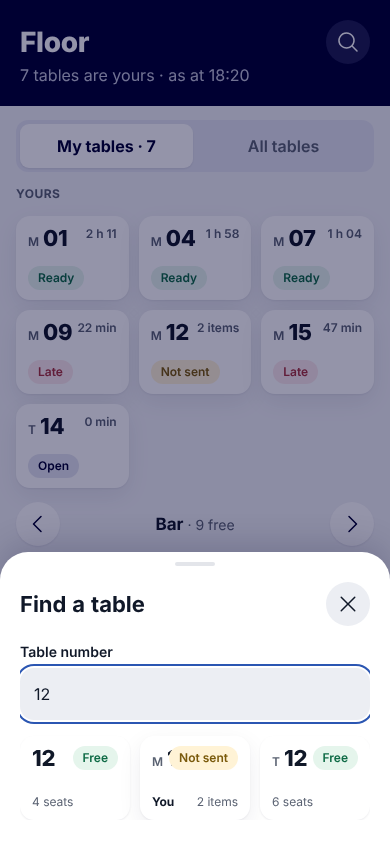 Floor
7 tables are yours · as at 18:20
My tables · 7
All tables
YOURS
M 01 2 h 11
Ready
M 04 1 h 58
Ready
M 07 1 h 04
Ready
M 09 22 min
Late
M 12 2 items
Not sent
M 15 47 min
Late
T 14 0 min
Open
Bar · 9 free
Find a table
Table number
12
12 Free
4 seats
M Not sent
You 2 items
T 12 Free
6 seats